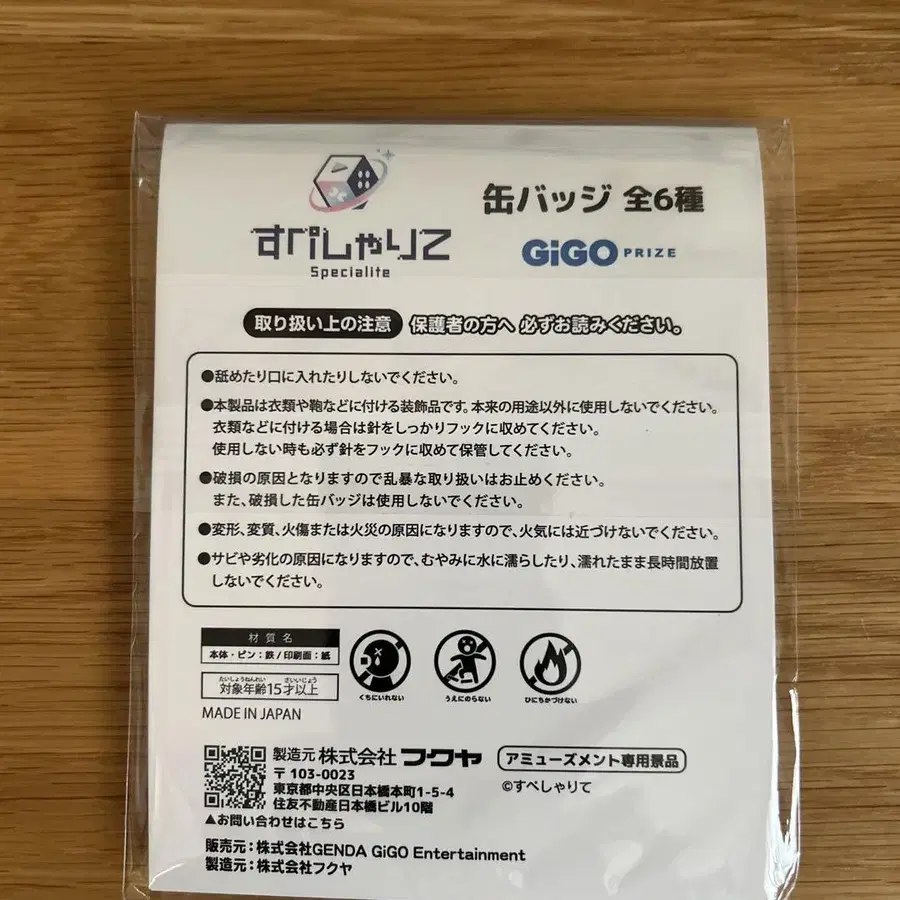 すぺしゃりて
Specialite
缶バッジ 全6種
GiGO PRIZE
取り扱い上の注意 保護者の方へ 必ずお読みください。
●舐めたり口に入れたりしないでください。
●本製品は衣類や鞄などに付ける装飾品です。本来の用途以外に使用しないでください。
衣類などに付ける場合は針をしっかりフックに収めてください。
使用しない時も必ず針をフックに収めて保管してください。
●破損の原因となりますので乱暴な取り扱いはお止めください。
また、破損した缶バッジは使用しないでください。
●変形、変質、火傷または火災の原因になりますので、火気には近づけないでください。
●サビや劣化の原因になりますので、むやみに水に濡らしたり、濡れたまま長時間放置
しないでください。
材質名
本体・ピン:鉄/印刷面:紙
たいしょうねんれい さいいじょう
対象年齢15才以上
MADE IN JAPAN
くちにいれない
うえにのらない
ひにちかづけない
製造元 株式会社 フクヤ
〒103-0023
東京都中央区日本橋本町1-5-4
住友不動産日本橋ビル10階
▲お問い合わせはこちら
アミューズメント専用景品
©すぺしゃりて
販売元:株式会社GENDA GiGO Entertainment
製造元:株式会社フクヤ